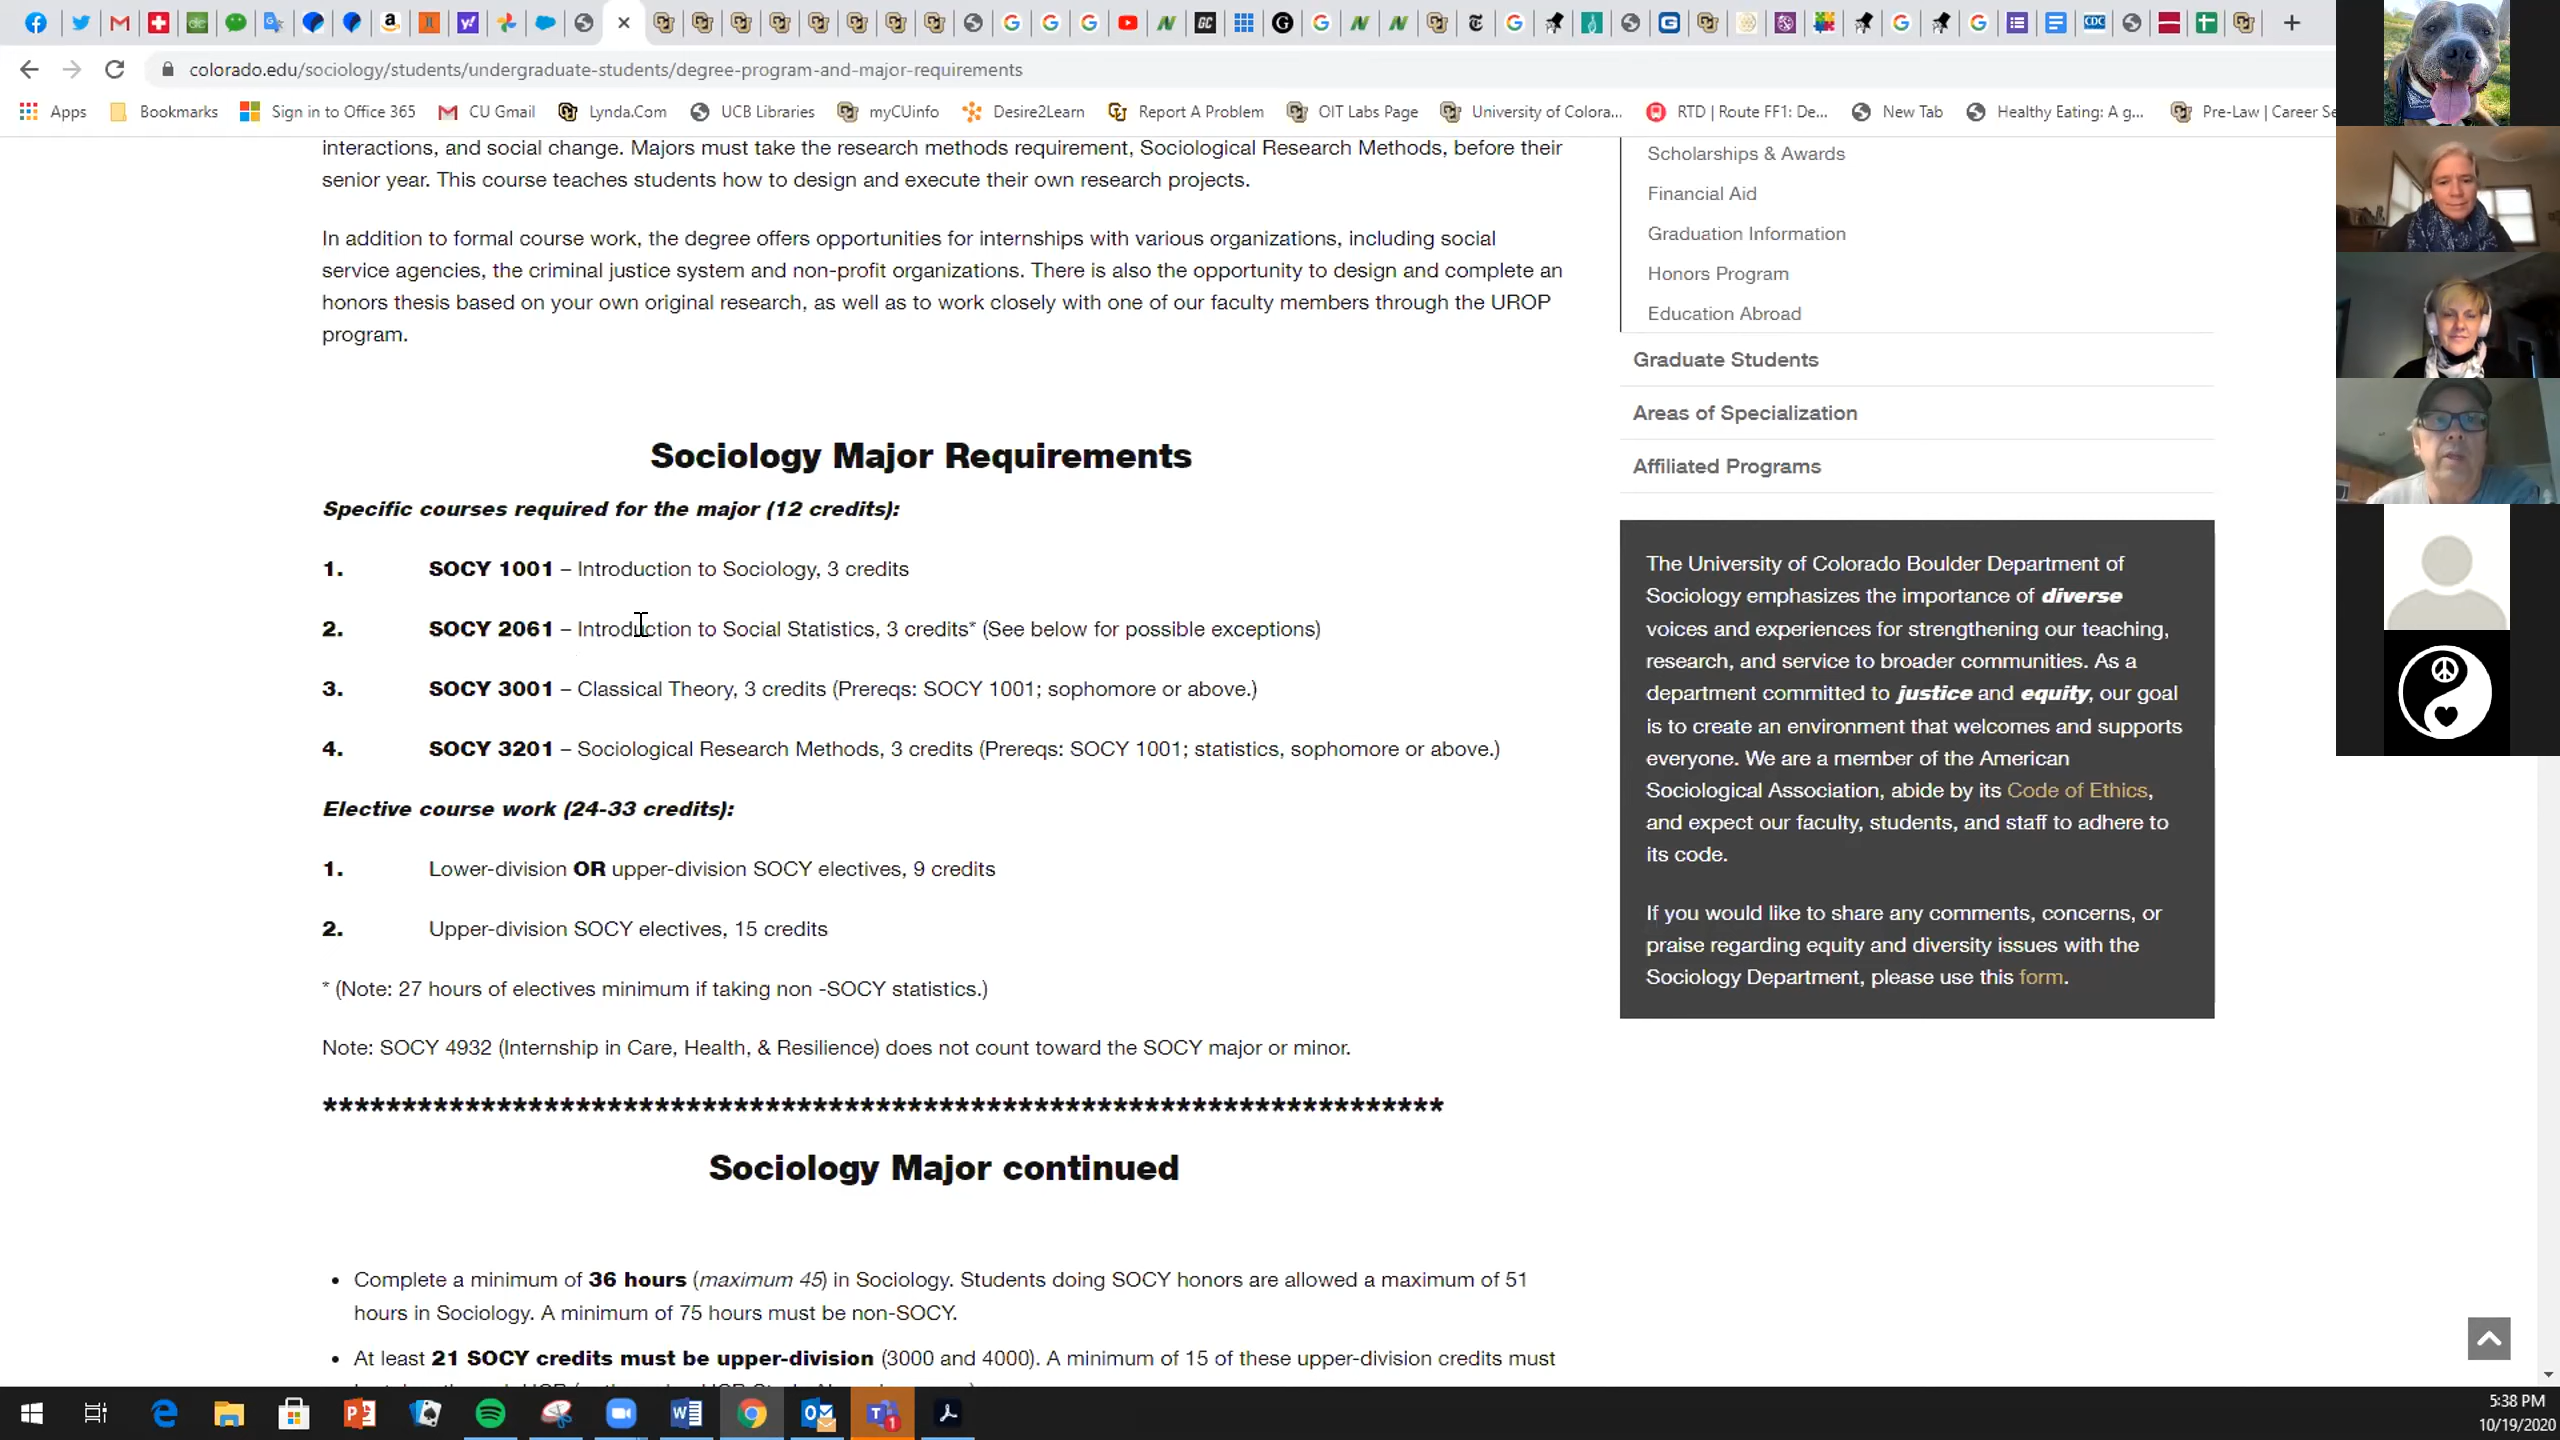 colorado.edu/sociology/students/undergraduate-students/degree-program-and-major-requirements
Apps Bookmarks Sign in to Office 365 CU Gmail Lynda.Com UCB Libraries myCUinfo Desire2Learn Report A Problem OIT Labs Page University of Colora... RTD | Route FF1: De... New Tab Healthy Eating: A g... Pre-Law | Career Se
interactions, and social change. Majors must take the research methods requirement, Sociological Research Methods, before their
senior year. This course teaches students how to design and execute their own research projects.
In addition to formal course work, the degree offers opportunities for internships with various organizations, including social
service agencies, the criminal justice system and non-profit organizations. There is also the opportunity to design and complete an
honors thesis based on your own original research, as well as to work closely with one of our faculty members through the UROP
program.
Sociology Major Requirements
Specific courses required for the major (12 credits):
1. SOCY 1001 – Introduction to Sociology, 3 credits
2. SOCY 2061 – Introduction to Social Statistics, 3 credits* (See below for possible exceptions)
3. SOCY 3001 – Classical Theory, 3 credits (Prereqs: SOCY 1001; sophomore or above.)
4. SOCY 3201 – Sociological Research Methods, 3 credits (Prereqs: SOCY 1001; statistics, sophomore or above.)
Elective course work (24-33 credits):
1. Lower-division OR upper-division SOCY electives, 9 credits
2. Upper-division SOCY electives, 15 credits
* (Note: 27 hours of electives minimum if taking non -SOCY statistics.)
Note: SOCY 4932 (Internship in Care, Health, & Resilience) does not count toward the SOCY major or minor.
***********************************************************************
Sociology Major continued
• Complete a minimum of 36 hours (maximum 45) in Sociology. Students doing SOCY honors are allowed a maximum of 51
hours in Sociology. A minimum of 75 hours must be non-SOCY.
• At least 21 SOCY credits must be upper-division (3000 and 4000). A minimum of 15 of these upper-division credits must
Scholarships & Awards
Financial Aid
Graduation Information
Honors Program
Education Abroad
Graduate Students
Areas of Specialization
Affiliated Programs
The University of Colorado Boulder Department of
Sociology emphasizes the importance of diverse
voices and experiences for strengthening our teaching,
research, and service to broader communities. As a
department committed to justice and equity, our goal
is to create an environment that welcomes and supports
everyone. We are a member of the American
Sociological Association, abide by its Code of Ethics,
and expect our faculty, students, and staff to adhere to
its code.
If you would like to share any comments, concerns, or
praise regarding equity and diversity issues with the
Sociology Department, please use this form.
5:38 PM
10/19/2020